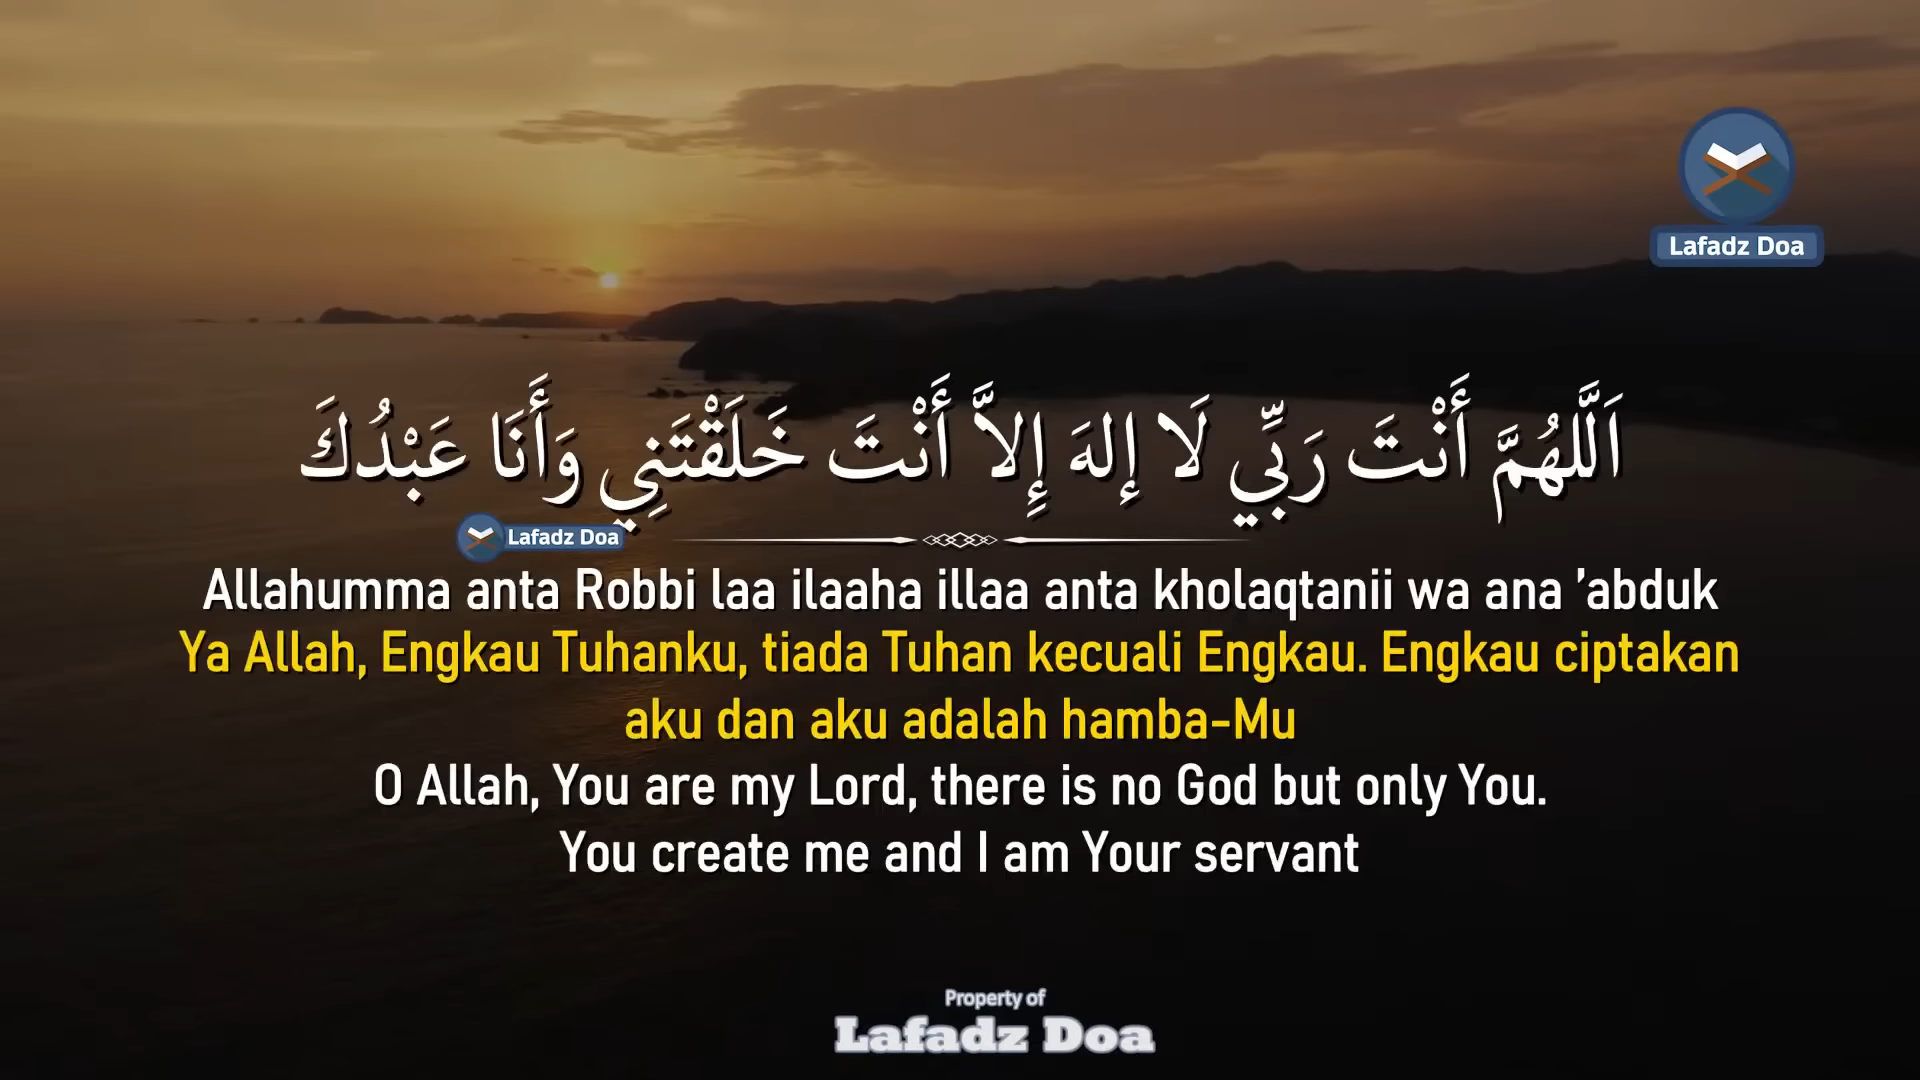 Lafadz Doa
اَللَّهُمَّ أَنْتَ رَبِّي لَا إِلهَ إِلاَّ أَنْتَ خَلَقْتَنِي وَأَنَا عَبْدُكَ
Lafadz Doa
Allahumma anta Robbi laa ilaaha illaa anta kholaqtanii wa ana ’abduk
Ya Allah, Engkau Tuhanku, tiada Tuhan kecuali Engkau. Engkau ciptakan
aku dan aku adalah hamba-Mu
O Allah, You are my Lord, there is no God but only You.
You create me and I am Your servant
Property of
Lafadz Doa